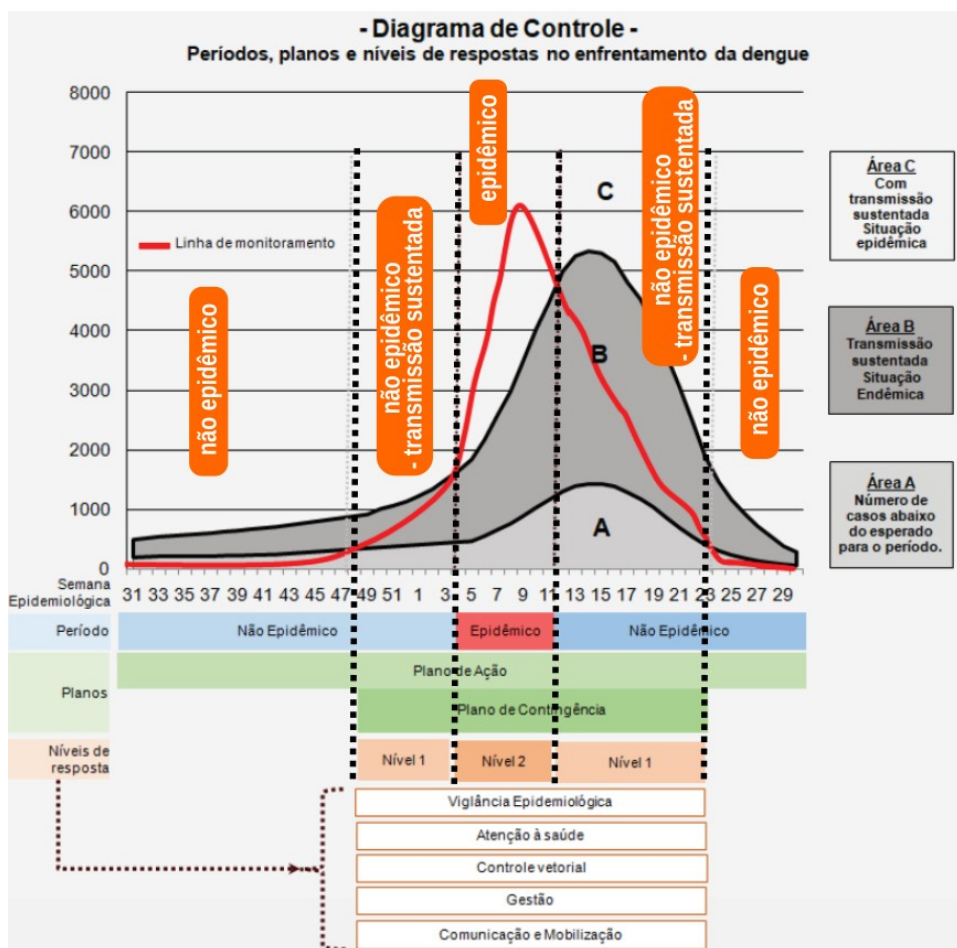 - Diagrama de Controle -
Períodos, planos e níveis de respostas no enfrentamento da dengue
8000
7000
6000
5000
4000
3000
2000
1000
0
Linha de monitoramento
não epidêmico
não epidêmico
- transmissão sustentada
epidêmico
não epidêmico
- transmissão sustentada
não epidêmico
C
B
A
Área C
Com
transmissão
sustentada
Situação
epidêmica
Área B
Transmissão
sustentada
Situação
Endêmica
Área A
Número de
casos abaixo
do esperado
para o período.
Semana
Epidemiológica
31 33 35 37 39 41 43 45 47 49 51 1 3 5 7 9 11 13 15 17 19 21 23 25 27 29
Período
Não Epidêmico
Epidêmico
Não Epidêmico
Planos
Plano de Ação
Plano de Contingência
Níveis de
resposta
Nível 1
Nível 2
Nível 1
Viglância Epidemiológica
Atenção à saúde
Controle vetorial
Gestão
Comunicação e Mobilização